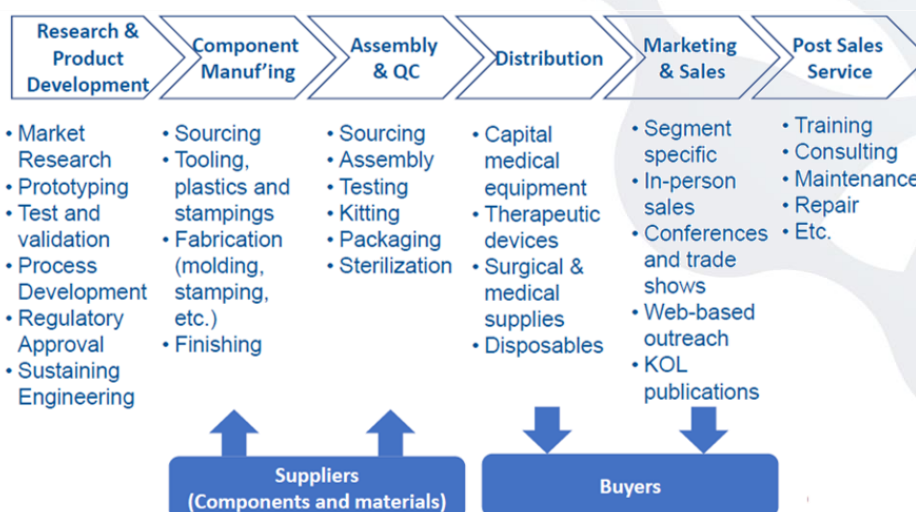 Research &
Product
Development
Component
Manuf'ing
Assembly
& QC
Distribution
Marketing
& Sales
Post Sales
Service
• Market
Research
• Prototyping
• Test and
validation
• Process
Development
• Regulatory
Approval
• Sustaining
Engineering
• Sourcing
• Tooling,
plastics and
stampings
• Fabrication
(molding,
stamping,
etc.)
• Finishing
• Sourcing
• Assembly
• Testing
• Kitting
• Packaging
• Sterilization
• Capital
medical
equipment
• Therapeutic
devices
• Surgical &
medical
supplies
• Disposables
• Segment
specific
• In-person
sales
• Conferences
and trade
shows
• Web-based
outreach
• KOL
publications
• Training
• Consulting
• Maintenance
• Repair
• Etc.
Suppliers
(Components and materials)
Buyers